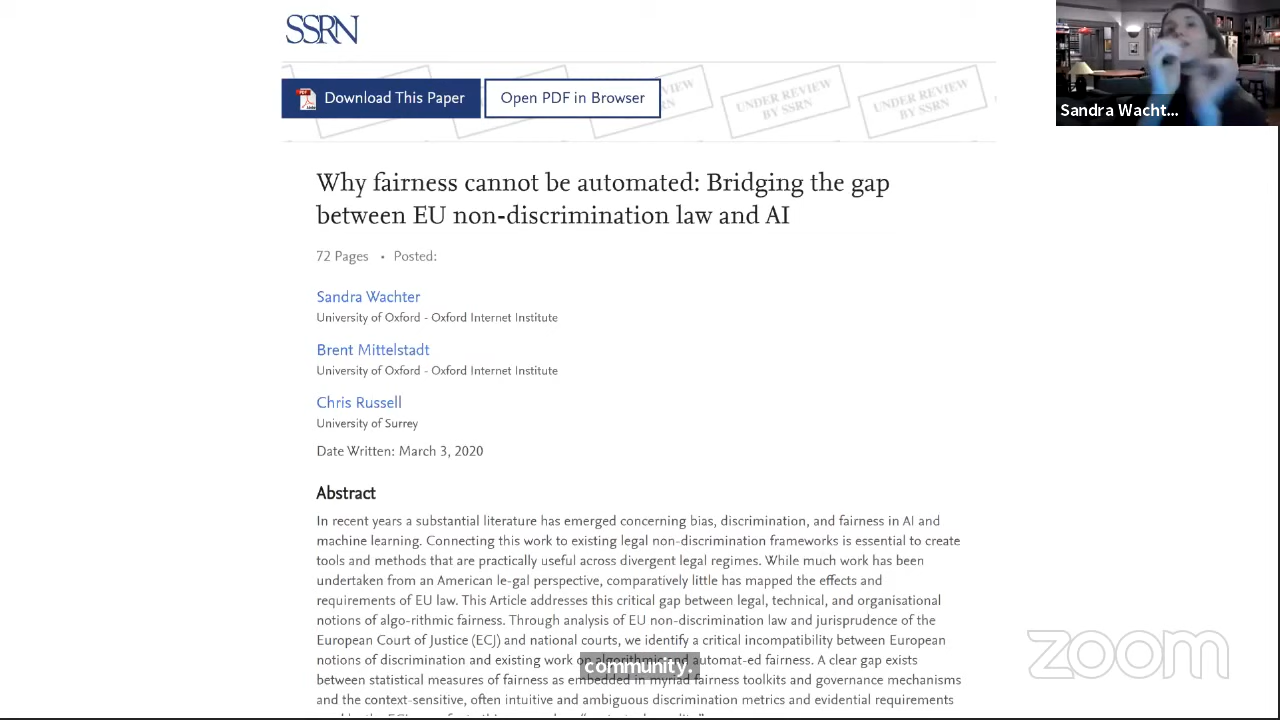 SSRN
Download This Paper
Open PDF in Browser
UNDER REVIEW
BY SSRN
UNDER REVIEW
BY SSRN
Sandra Wacht...
Why fairness cannot be automated: Bridging the gap
between EU non-discrimination law and AI
72 Pages • Posted:
Sandra Wachter
University of Oxford - Oxford Internet Institute
Brent Mittelstadt
University of Oxford - Oxford Internet Institute
Chris Russell
University of Surrey
Date Written: March 3, 2020
Abstract
In recent years a substantial literature has emerged concerning bias, discrimination, and fairness in AI and
machine learning. Connecting this work to existing legal non-discrimination frameworks is essential to create
tools and methods that are practically useful across divergent legal regimes. While much work has been
undertaken from an American le-gal perspective, comparatively little has mapped the effects and
requirements of EU law. This Article addresses this critical gap between legal, technical, and organisational
notions of algo-rithmic fairness. Through analysis of EU non-discrimination law and jurisprudence of the
European Court of Justice (ECJ) and national courts, we identify a critical incompatibility between European
notions of discrimination and existing work on algorithmic and automat-ed fairness. A clear gap exists
between statistical measures of fairness as embedded in myriad fairness toolkits and governance mechanisms
and the context-sensitive, often intuitive and ambiguous discrimination metrics and evidential requirements
community.
zoom